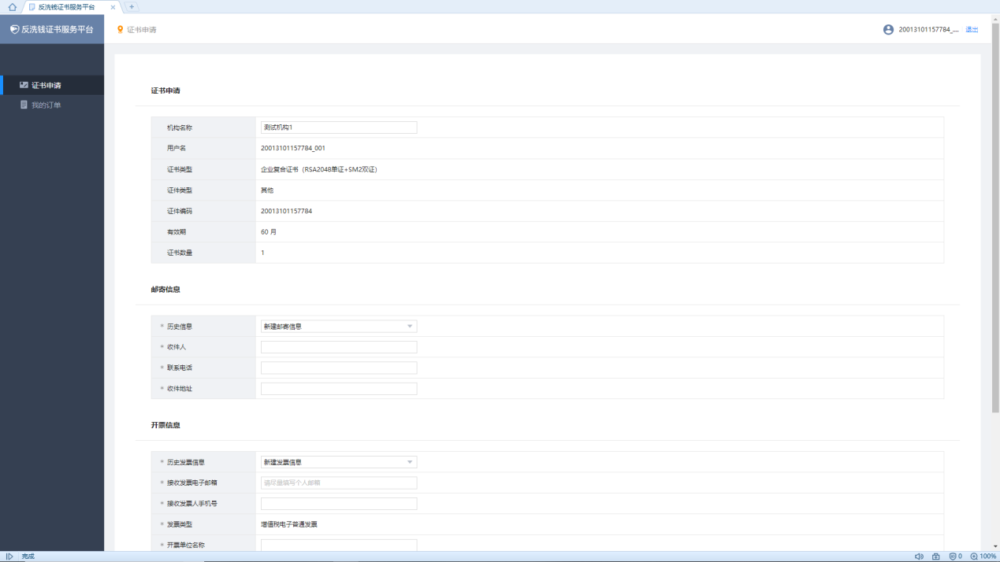 反洗钱证书服务平台
反洗钱证书服务平台
证书申请
20013101157784_...
退出
证书申请
我的订单
证书申请
机构名称 测试机构1
用户名 20013101157784_001
证书类型 企业复合证书（RSA2048单证+SM2双证）
证件类型 其他
证件编码 20013101157784
有效期 60 月
证书数量 1
邮寄信息
* 历史信息 新建邮寄信息
* 收件人
* 联系电话
* 收件地址
开票信息
* 历史发票信息 新建发票信息
* 接收发票电子邮箱 请尽量填写个人邮箱
* 接收发票人手机号
* 发票类型 增值税电子普通发票
* 开票单位名称
完成
0
100%